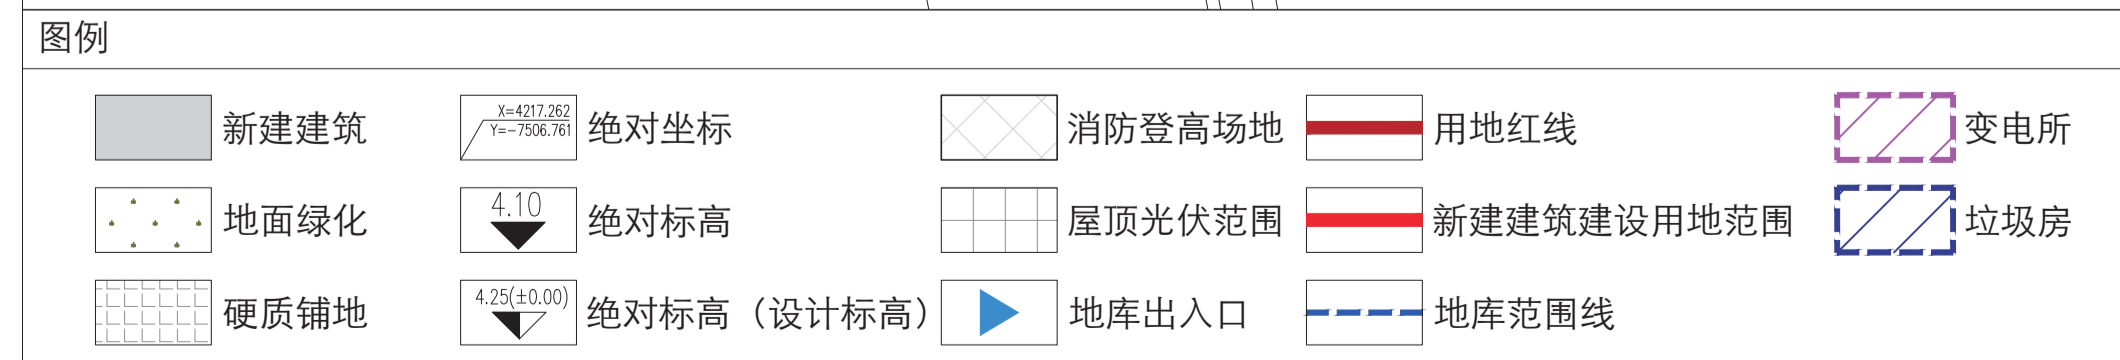 图例
新建建筑
X=4217.262
Y=-7506.761
绝对坐标
消防登高场地
用地红线
变电所
地面绿化
4.10
绝对标高
屋顶光伏范围
新建建筑建设用地范围
垃圾房
硬质铺地
4.25(±0.00)
绝对标高（设计标高）
地库出入口
地库范围线